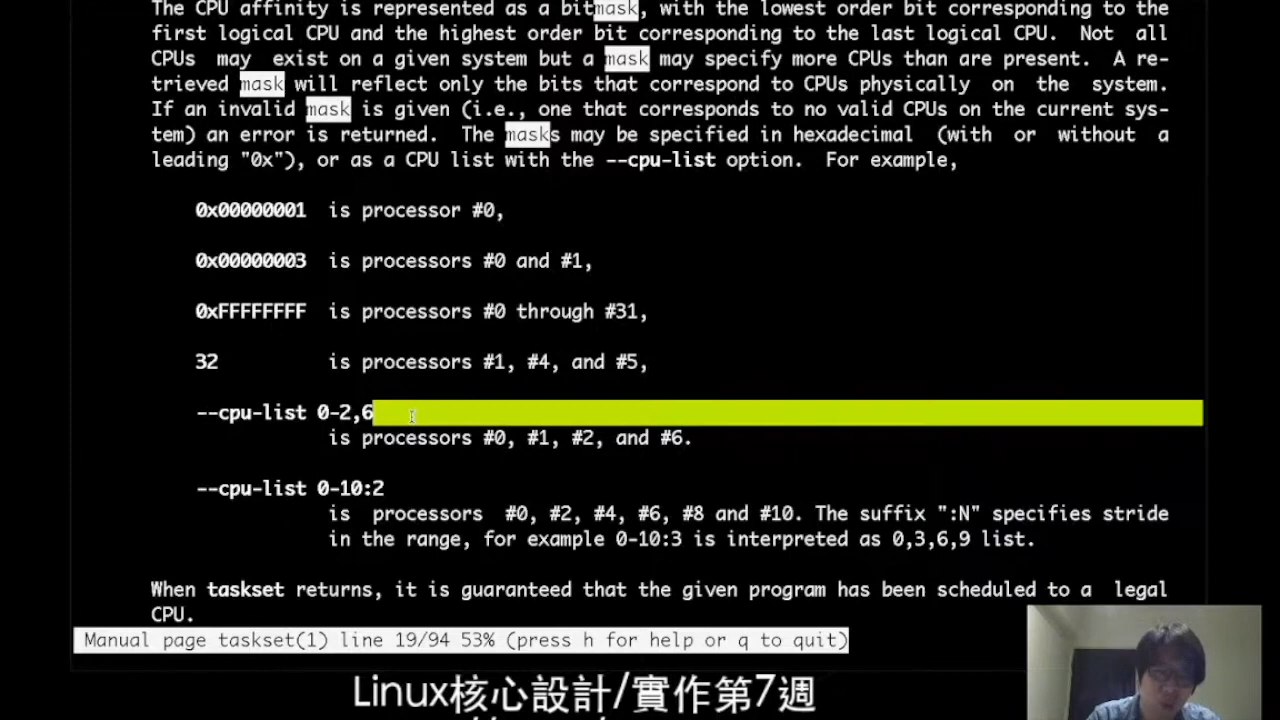 The CPU affinity is represented as a bitmask, with the lowest order bit corresponding to the
first logical CPU and the highest order bit corresponding to the last logical CPU. Not all
CPUs may exist on a given system but a mask may specify more CPUs than are present. A re-
trieved mask will reflect only the bits that correspond to CPUs physically on the system.
If an invalid mask is given (i.e., one that corresponds to no valid CPUs on the current sys-
tem) an error is returned. The masks may be specified in hexadecimal (with or without a
leading "0x"), or as a CPU list with the --cpu-list option. For example,
0x00000001 is processor #0,
0x00000003 is processors #0 and #1,
0xFFFFFFFF is processors #0 through #31,
32 is processors #1, #4, and #5,
--cpu-list 0-2,6
is processors #0, #1, #2, and #6.
--cpu-list 0-10:2
is processors #0, #2, #4, #6, #8 and #10. The suffix ":N" specifies stride
in the range, for example 0-10:3 is interpreted as 0,3,6,9 list.
When taskset returns, it is guaranteed that the given program has been scheduled to a legal
CPU.
Manual page taskset(1) line 19/94 53% (press h for help or q to quit)
Linux核心設計/實作第7週